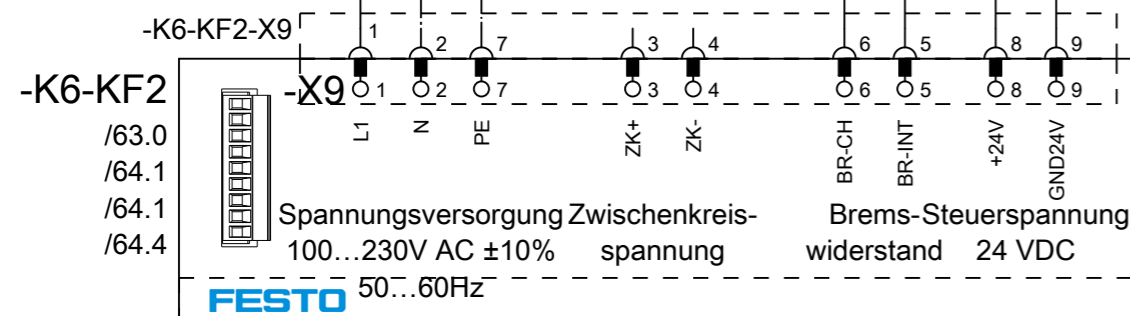 -K6-KF2-X9
1 2 7 3 4 6 5 8 9
-K6-KF2
-X9 1 2 7 3 4 6 5 8 9
L1 N PE ZK+ ZK- BR-CH BR-INT +24V GND24V
/63.0
/64.1
/64.1
/64.4
Spannungsversorgung
100...230V AC ±10%
50...60Hz
Zwischenkreis-
spannung
Brems-
widerstand
Steuerspannung
24 VDC
FESTO